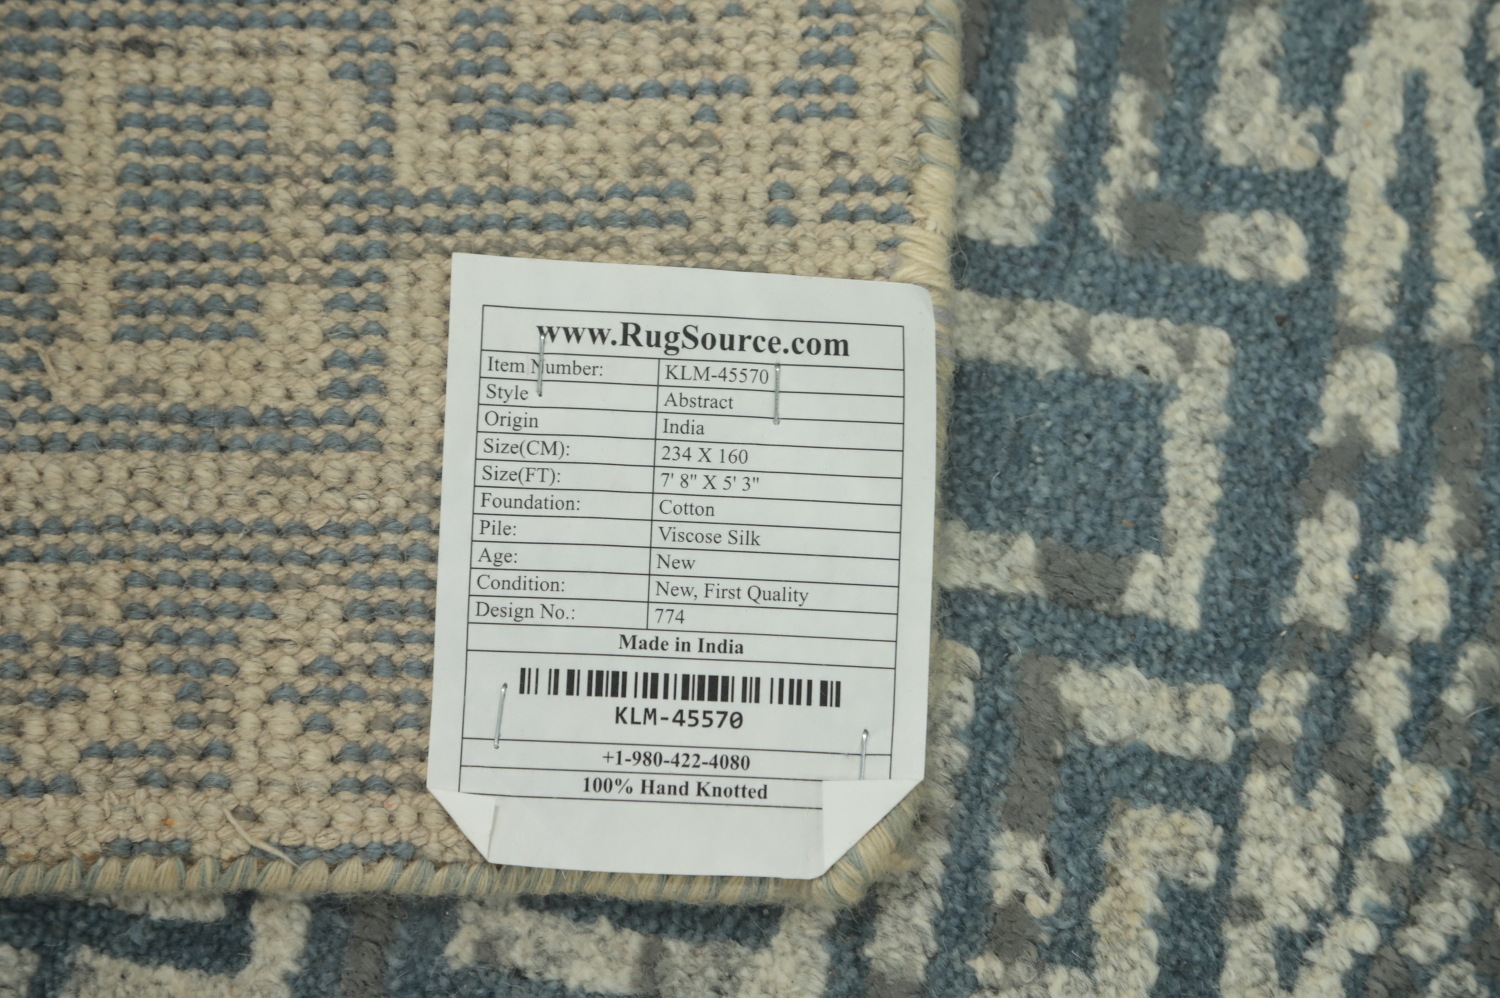 www.RugSource.com
Item Number: KLM-45570
Style Abstract
Origin India
Size(CM): 234 X 160
Size(FT): 7' 8" X 5' 3"
Foundation: Cotton
Pile: Viscose Silk
Age: New
Condition: New, First Quality
Design No.: 774
Made in India
KLM-45570
+1-980-422-4080
100% Hand Knotted